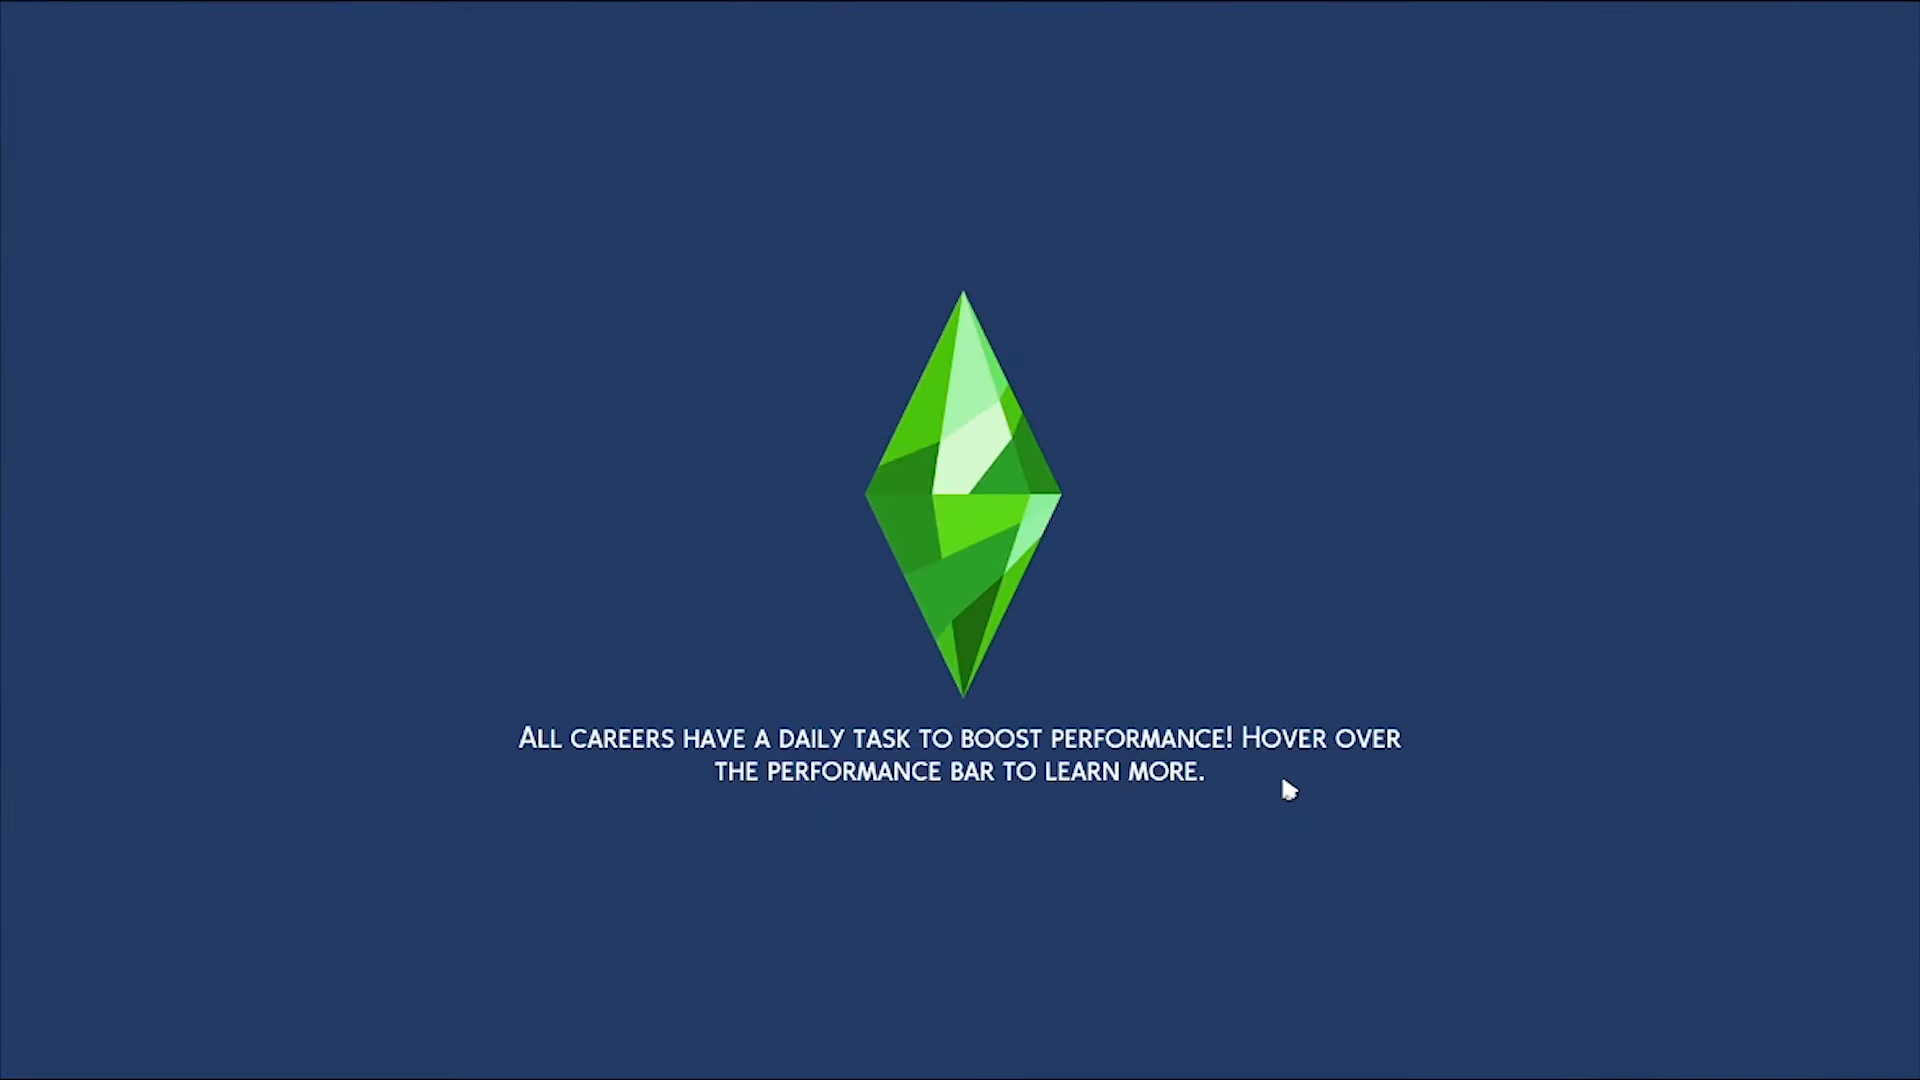 All careers have a daily task to boost performance! Hover over
the performance bar to learn more.